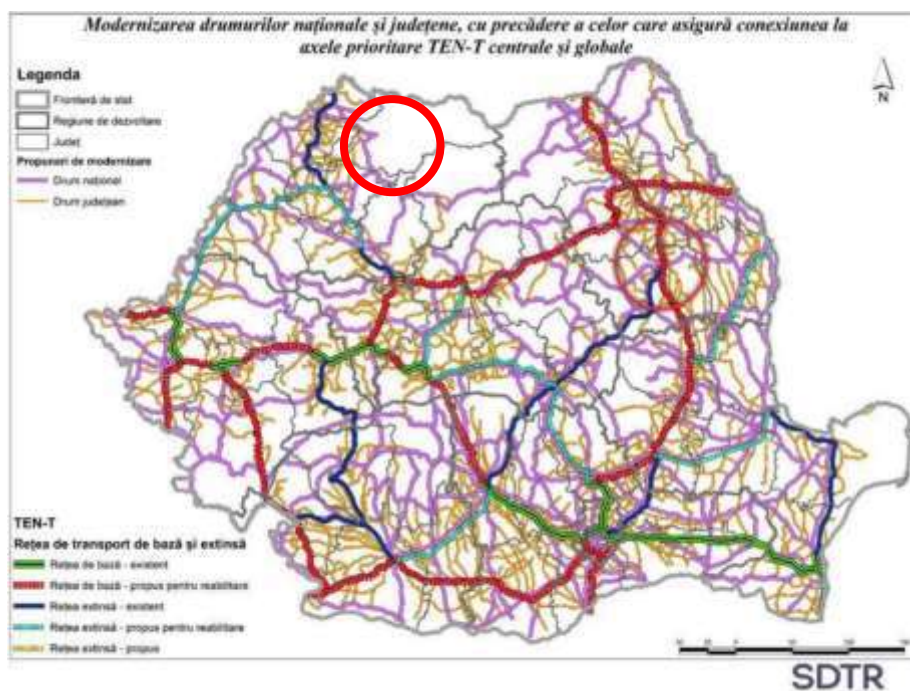 Modernizarea drumurilor naționale și județene, cu precădere a celor care asigură conexiunea la
axele prioritare TEN-T centrale și globale
Legenda
Frontieră de stat
Regiune de dezvoltare
Județ
Propuneri de modernizare
Drum național
Drum județean
N
TEN-T
Rețea de transport de bază și extinsă
Rețea de bază - existent
Rețea de bază - propus pentru reabilitare
Rețea extinsă - existent
Rețea extinsă - propus pentru reabilitare
Rețea extinsă - propus
SDTR